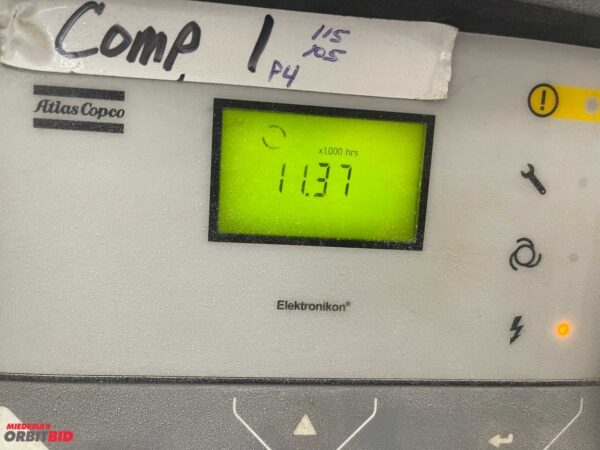 Comp 1
115
105
P4
Atlas Copco
x1000 hrs
11.37
Elektronikon®
MIEDEMA'S
ORBITBID